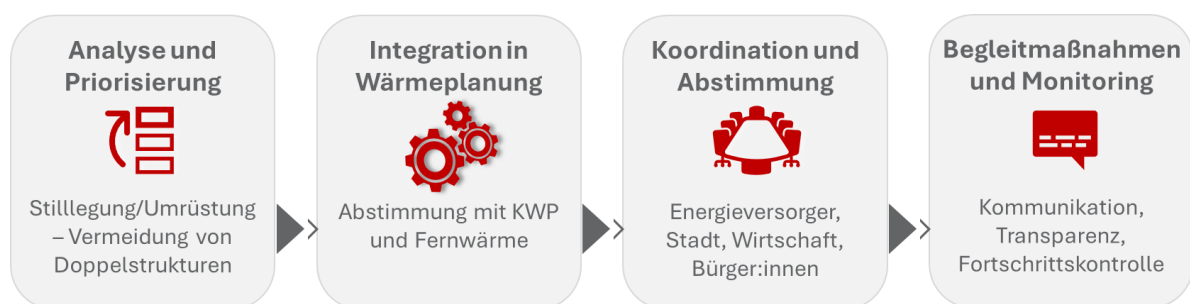 Analyse und
Priorisierung
Stilllegung/Umrüstung
– Vermeidung von
Doppelstrukturen
Integration in
Wärmeplanung
Abstimmung mit KWP
und Fernwärme
Koordination und
Abstimmung
Energieversorger,
Stadt, Wirtschaft,
Bürger:innen
Begleitmaßnahmen
und Monitoring
Kommunikation,
Transparenz,
Fortschrittskontrolle